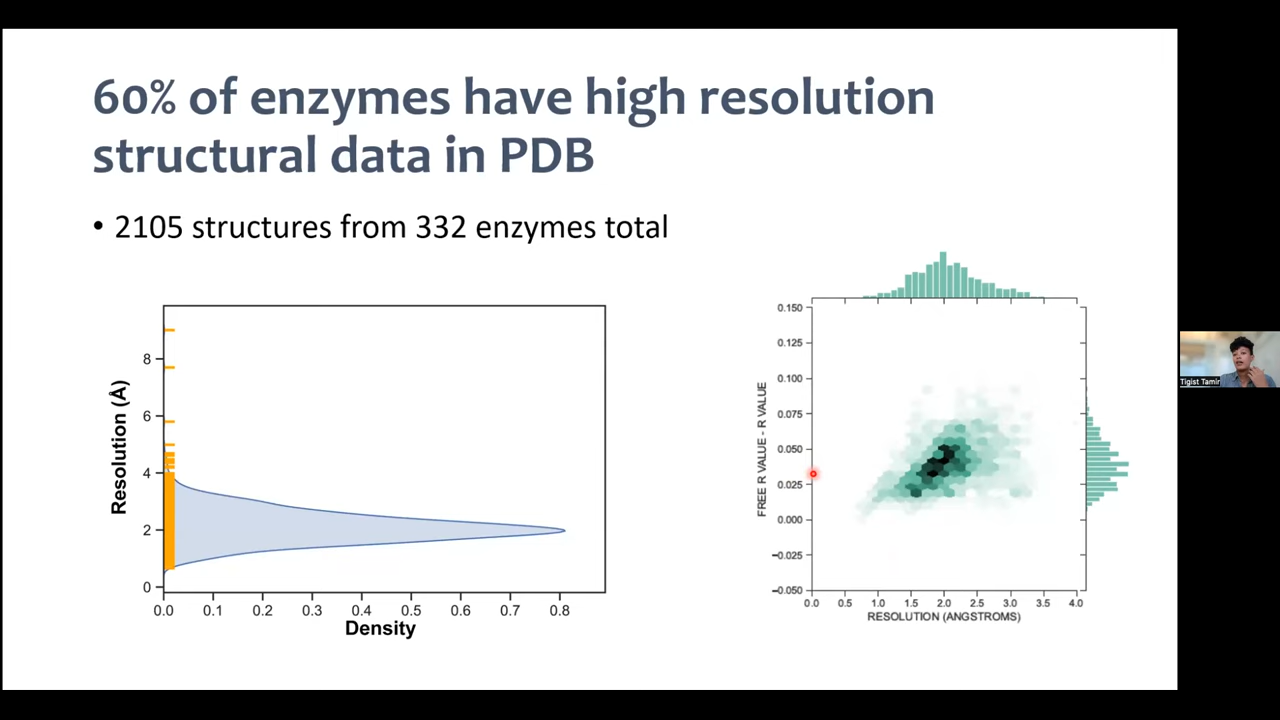 60% of enzymes have high resolution
structural data in PDB
• 2105 structures from 332 enzymes total
Resolution (Å)
8
6
4
2
0
0.0 0.1 0.2 0.3 0.4 0.5 0.6 0.7 0.8
Density
FREE R VALUE - R VALUE
0.150
0.125
0.100
0.075
0.050
0.025
0.000
−0.025
−0.050
0.0 0.5 1.0 1.5 2.0 2.5 3.0 3.5 4.0
RESOLUTION (ANGSTROMS)
Tigist Tamir